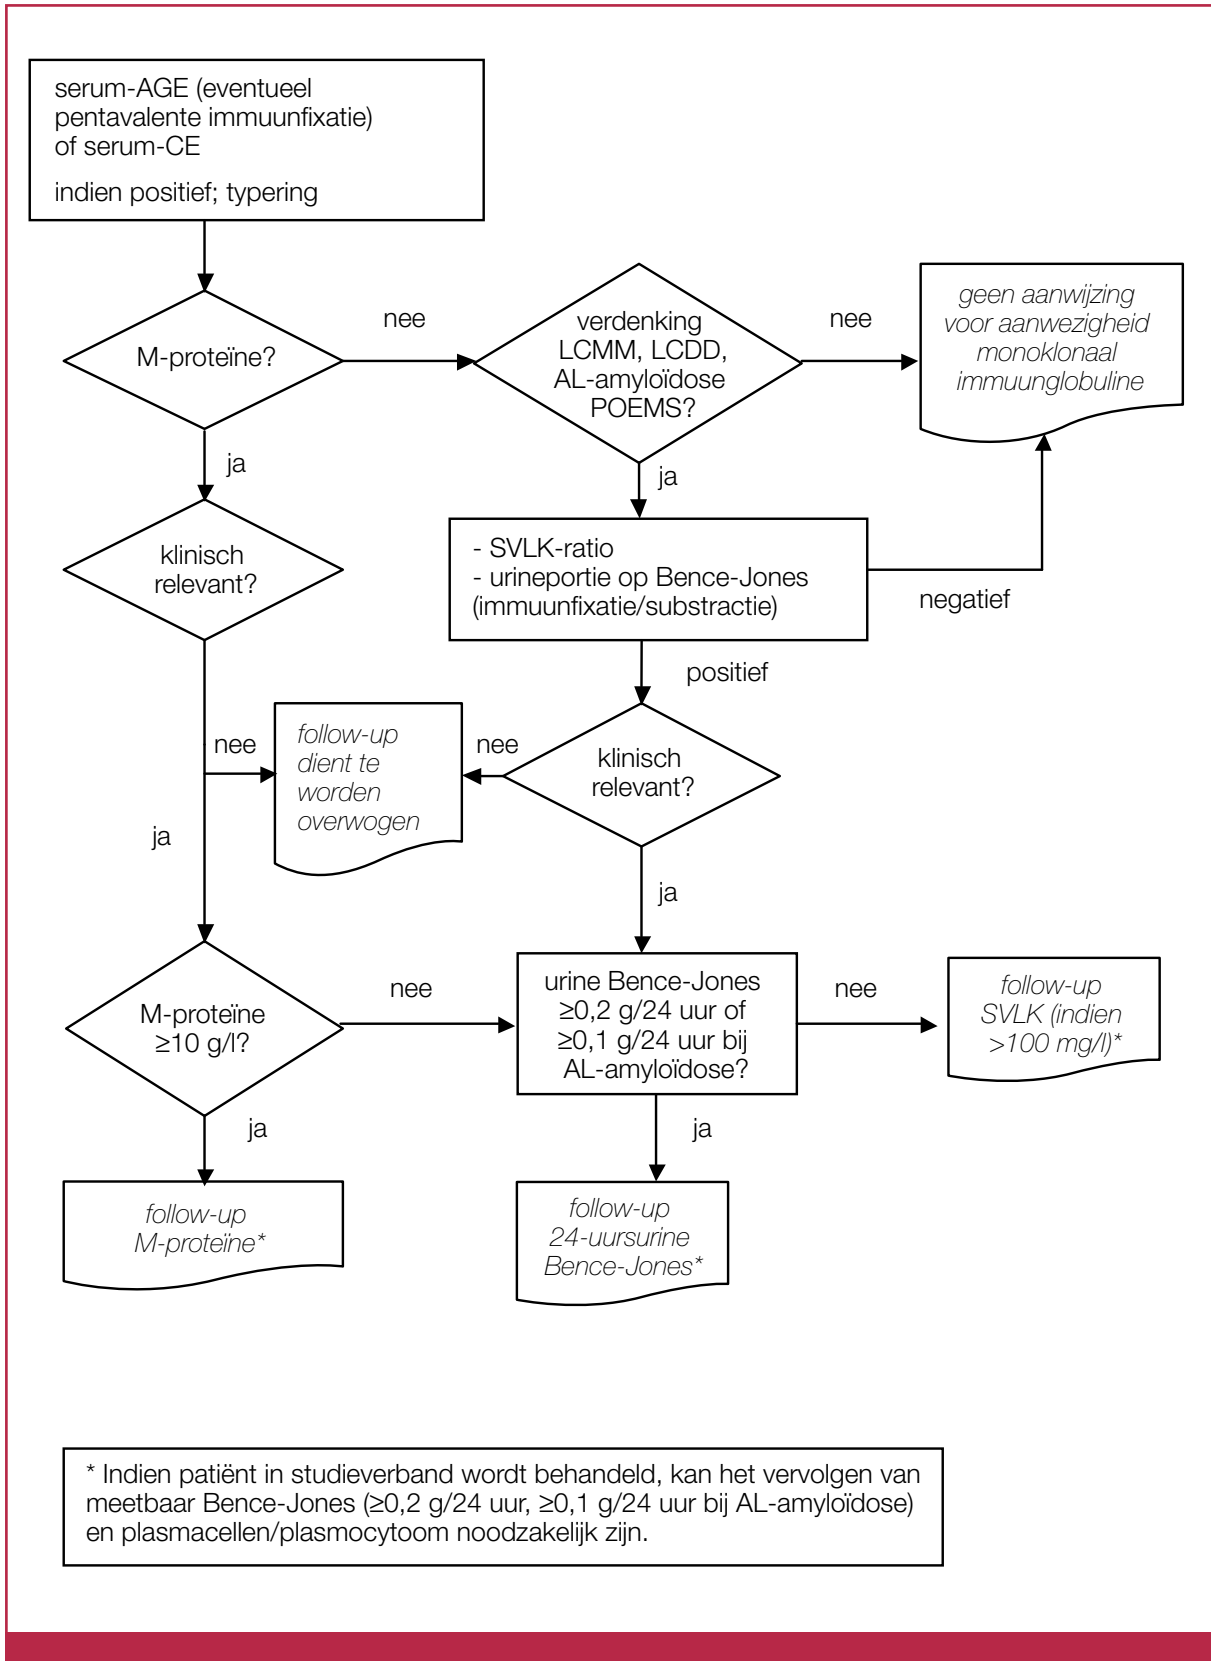 serum-AGE (eventueel
pentavalente immuunfixatie)
of serum-CE
indien positief; typering
M-proteïne?
nee
verdenking
LCMM, LCDD,
AL-amyloïdose
POEMS?
nee
geen aanwijzing
voor aanwezigheid
monoklonaal
immuunglobuline
ja
ja
klinisch
relevant?
- SVLK-ratio
- urineportie op Bence-Jones
(immuunfixatie/substractie)
negatief
positief
nee
follow-up
dient te
worden
overwogen
nee
klinisch
relevant?
ja
ja
M-proteïne
≥10 g/l?
nee
urine Bence-Jones
≥0,2 g/24 uur of
≥0,1 g/24 uur bij
AL-amyloïdose?
nee
follow-up
SVLK (indien
>100 mg/l)*
ja
ja
follow-up
M-proteïne*
follow-up
24-uursurine
Bence-Jones*
* Indien patiënt in studieverband wordt behandeld, kan het vervolgen van
meetbaar Bence-Jones (≥0,2 g/24 uur, ≥0,1 g/24 uur bij AL-amyloïdose)
en plasmacellen/plasmocytoom noodzakelijk zijn.